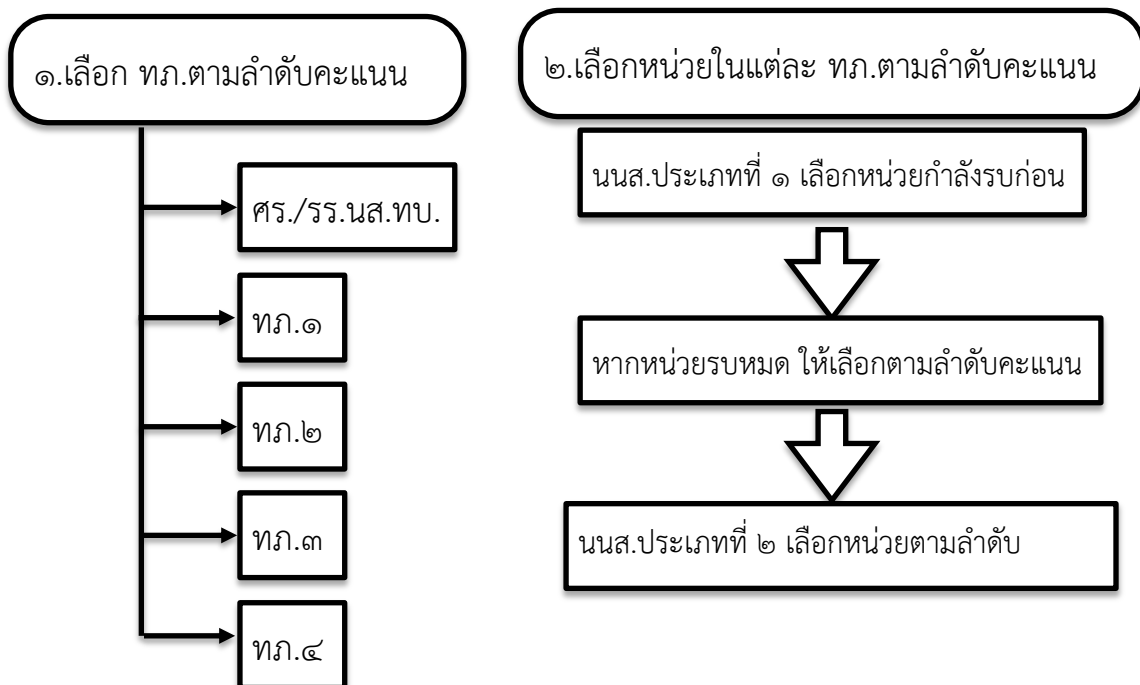 ๑.เลือก ทภ.ตามลำดับคะแนน
ศร./รร.นส.ทบ.
ทภ.๑
ทภ.๒
ทภ.๓
ทภ.๔
๒.เลือกหน่วยในแต่ละ ทภ.ตามลำดับคะแนน
นนส.ประเภทที่ ๑ เลือกหน่วยกำลังรบก่อน
หากหน่วยรบหมด ให้เลือกตามลำดับคะแนน
นนส.ประเภทที่ ๒ เลือกหน่วยตามลำดับ